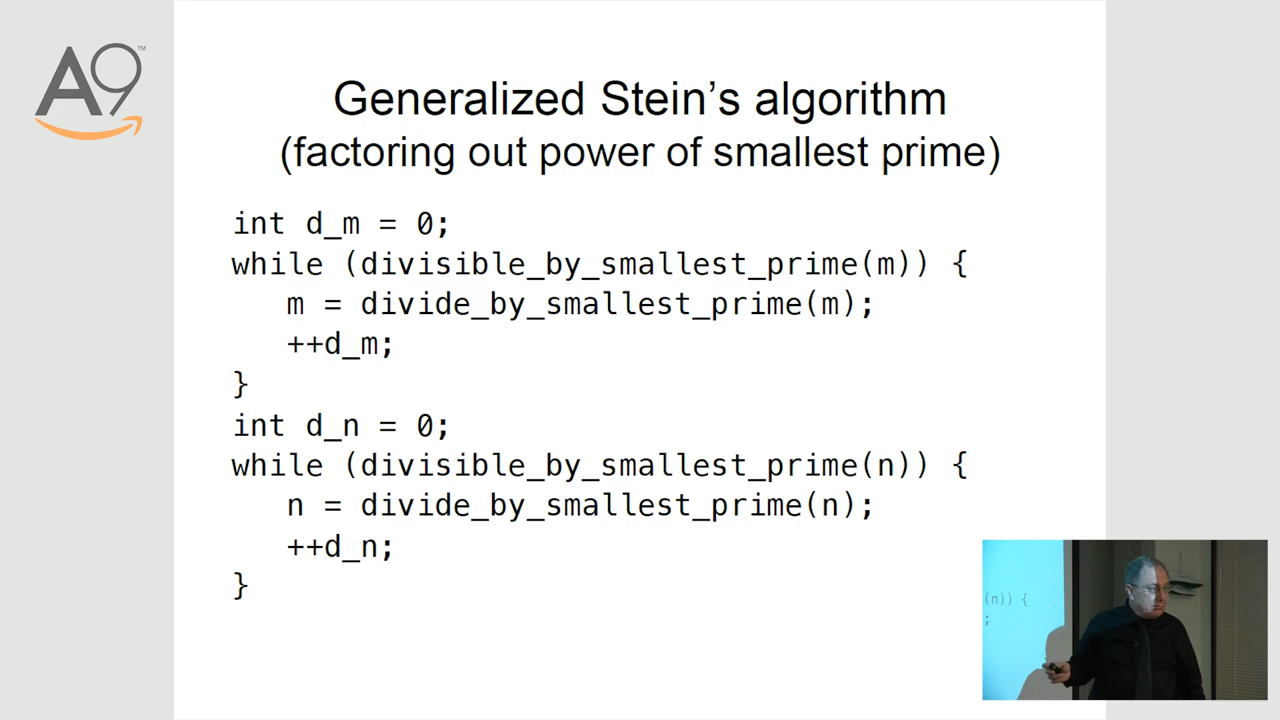 A9™
Generalized Stein's algorithm
(factoring out power of smallest prime)
int d_m = 0;
while (divisible_by_smallest_prime(m)) {
m = divide_by_smallest_prime(m);
++d_m;
}
int d_n = 0;
while (divisible_by_smallest_prime(n)) {
n = divide_by_smallest_prime(n);
++d_n;
}
(n)) {
;